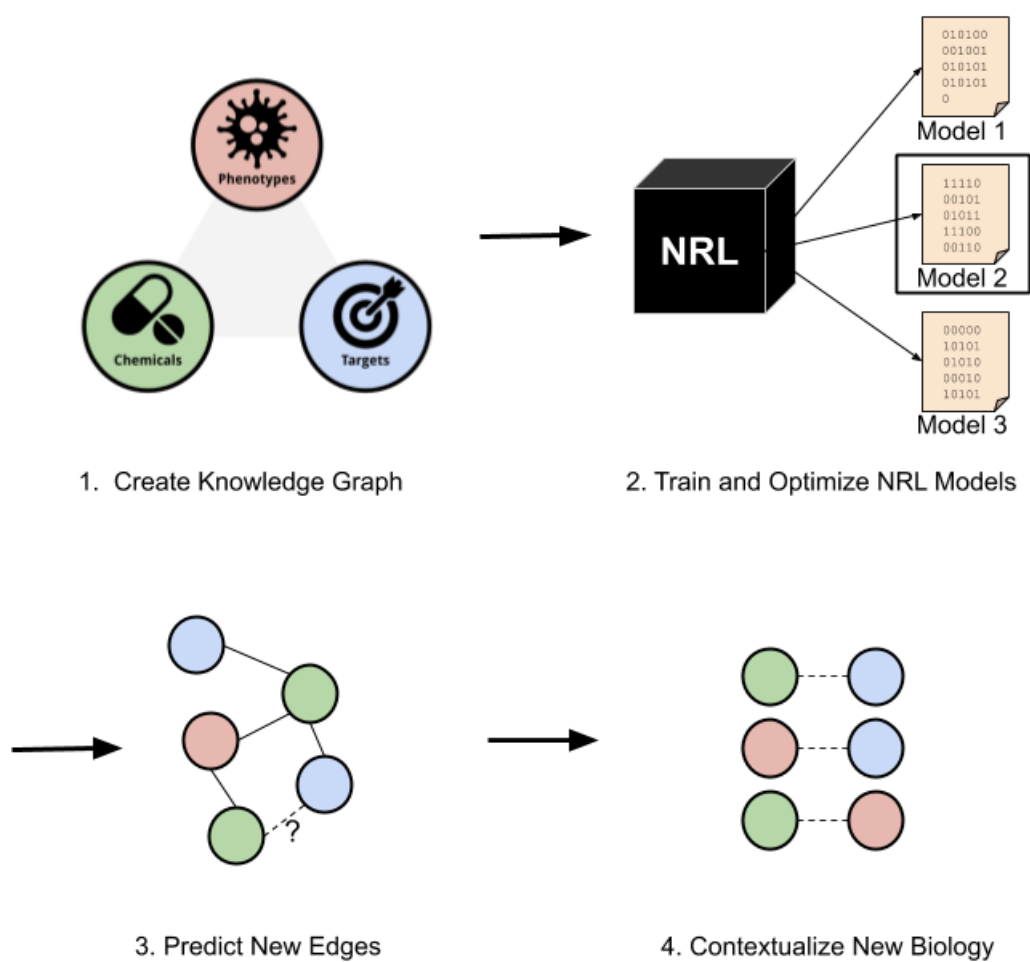 Phenotypes
Chemicals
Targets
NRL
010100
001001
010101
010101
0
Model 1
11110
00101
01011
11100
00110
Model 2
00000
10101
01010
00010
10101
Model 3
1. Create Knowledge Graph
2. Train and Optimize NRL Models
?
3. Predict New Edges
4. Contextualize New Biology